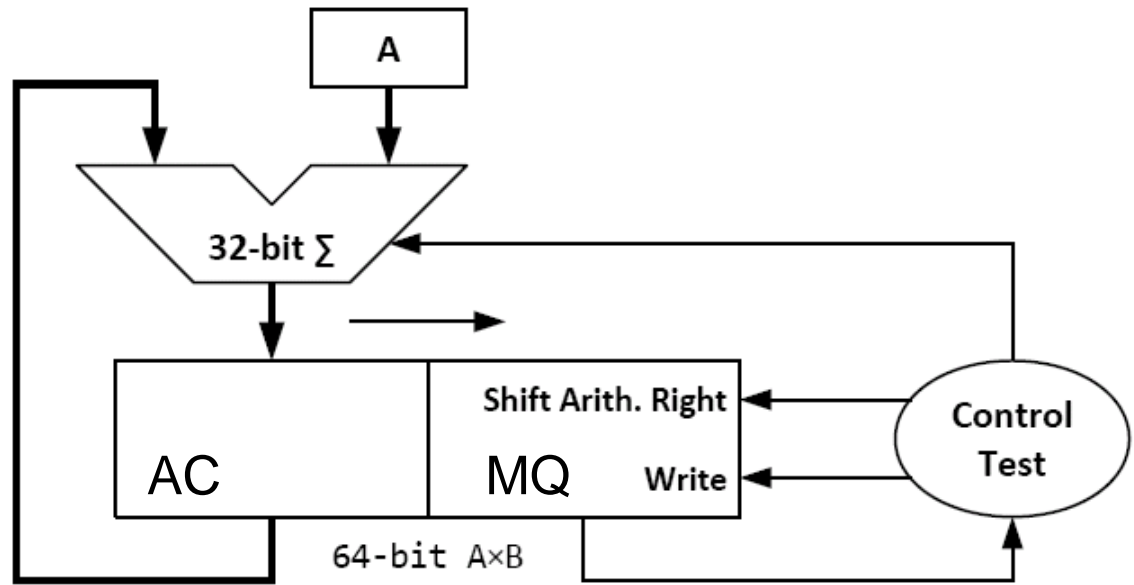 A
32-bit ∑
Shift Arith. Right
Control
Test
AC
MQ
Write
64-bit A×B